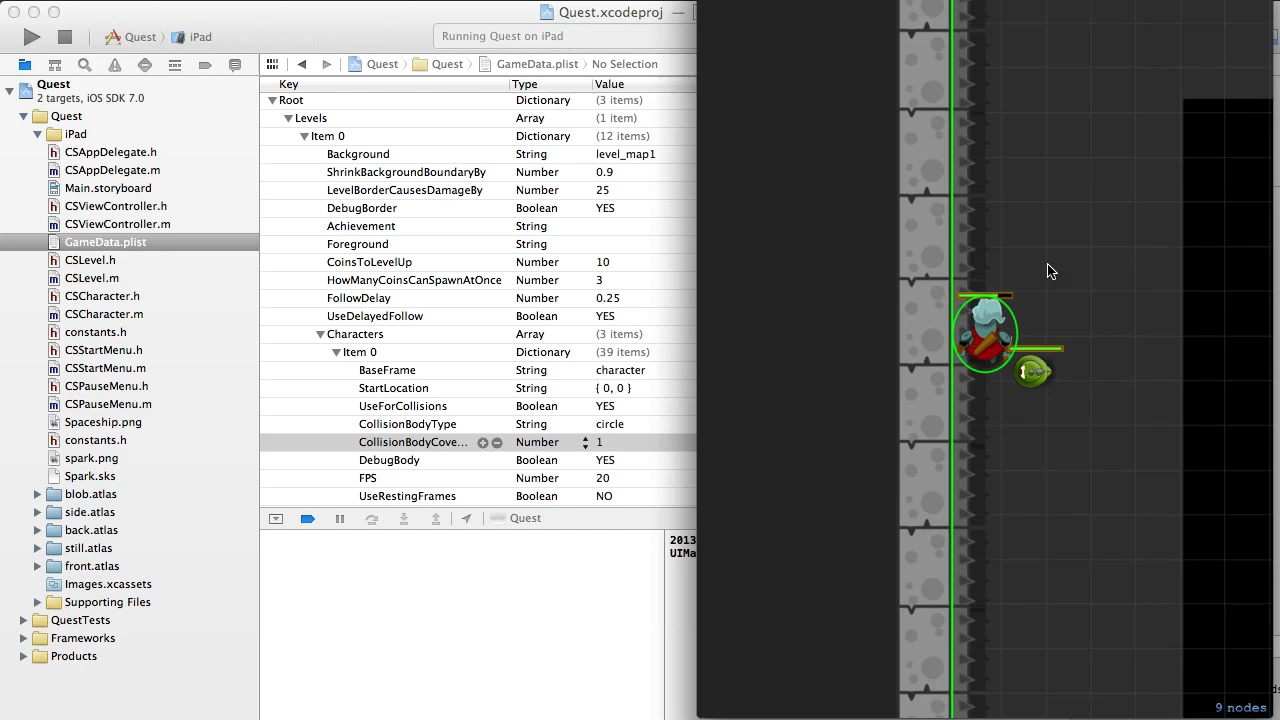 Quest.xcodeproj —
Quest iPad
Running Quest on iPad
Quest Quest GameData.plist No Selection
Quest
2 targets, iOS SDK 7.0
Quest
iPad
CSAppDelegate.h
CSAppDelegate.m
Main.storyboard
CSViewController.h
CSViewController.m
GameData.plist
CSLevel.h
CSLevel.m
CSCharacter.h
CSCharacter.m
constants.h
CSStartMenu.h
CSStartMenu.m
CSPauseMenu.h
CSPauseMenu.m
Spaceship.png
constants.h
spark.png
Spark.sks
blob.atlas
side.atlas
back.atlas
still.atlas
front.atlas
Images.xcassets
Supporting Files
QuestTests
Frameworks
Products
Key Type Value
Root Dictionary (3 items)
Levels Array (1 item)
Item 0 Dictionary (12 items)
Background String level_map1
ShrinkBackgroundBoundaryBy Number 0.9
LevelBorderCausesDamageBy Number 25
DebugBorder Boolean YES
Achievement String
Foreground String
CoinsToLevelUp Number 10
HowManyCoinsCanSpawnAtOnce Number 3
FollowDelay Number 0.25
UseDelayedFollow Boolean YES
Characters Array (3 items)
Item 0 Dictionary (39 items)
BaseFrame String character
StartLocation String { 0, 0 }
UseForCollisions Boolean YES
CollisionBodyType String circle
CollisionBodyCove... Number 1
DebugBody Boolean YES
FPS Number 20
UseRestingFrames Boolean NO
Quest
2013
UIMa
1
9 nodes